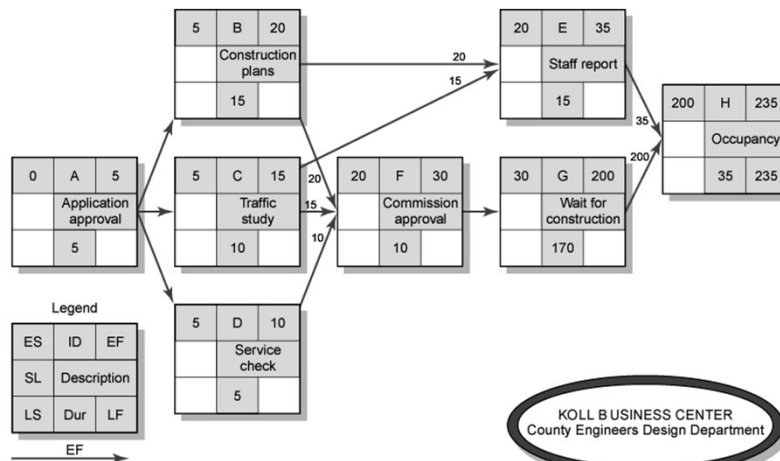 5 B 20
Construction
plans
15
20 E 35
Staff report
15
20
15
200 H 235
Occupancy
35 235
35
200
0 A 5
Application
approval
5
5 C 15
Traffic
study
10
20
15
10
20 F 30
Commission
approval
10
30 G 200
Wait for
construction
170
5 D 10
Service
check
5
Legend
ES ID EF
SL Description
LS Dur LF
EF
KOLL B USINESS CENTER
County Engineers Design Department